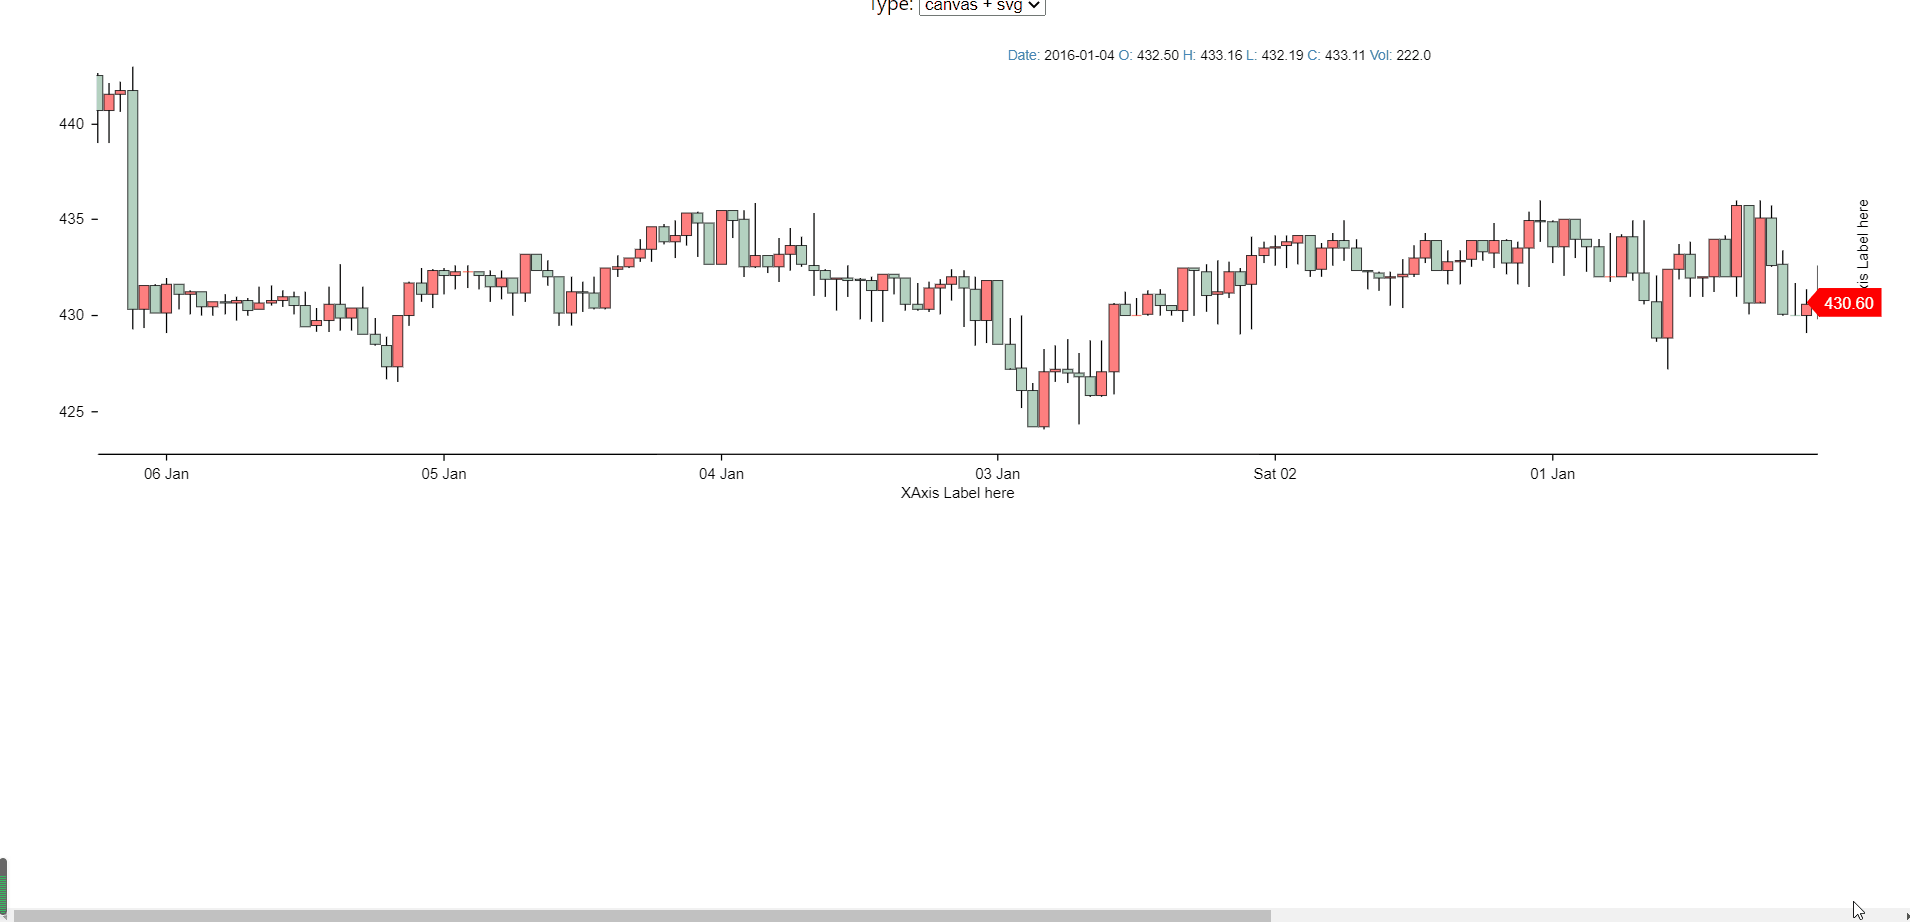 Type: canvas + svg
Date: 2016-01-04 O: 432.50 H: 433.16 L: 432.19 C: 433.11 Vol: 222.0
440
435
430
425
Label here
430.60
06 Jan 05 Jan 04 Jan 03 Jan Sat 02 01 Jan
XAxis Label here